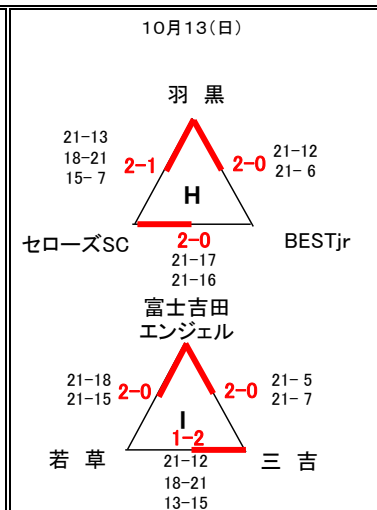 10月13(日)
羽 黒
21-13
18-21
15- 7
2-1
2-0
21-12
21- 6
H
セローズSC
2-0
BESTjr
21-17
21-16
富士吉田
エンジェル
21-18
21-15
2-0
2-0
21- 5
21- 7
I
1-2
若 草
三 吉
21-12
18-21
13-15